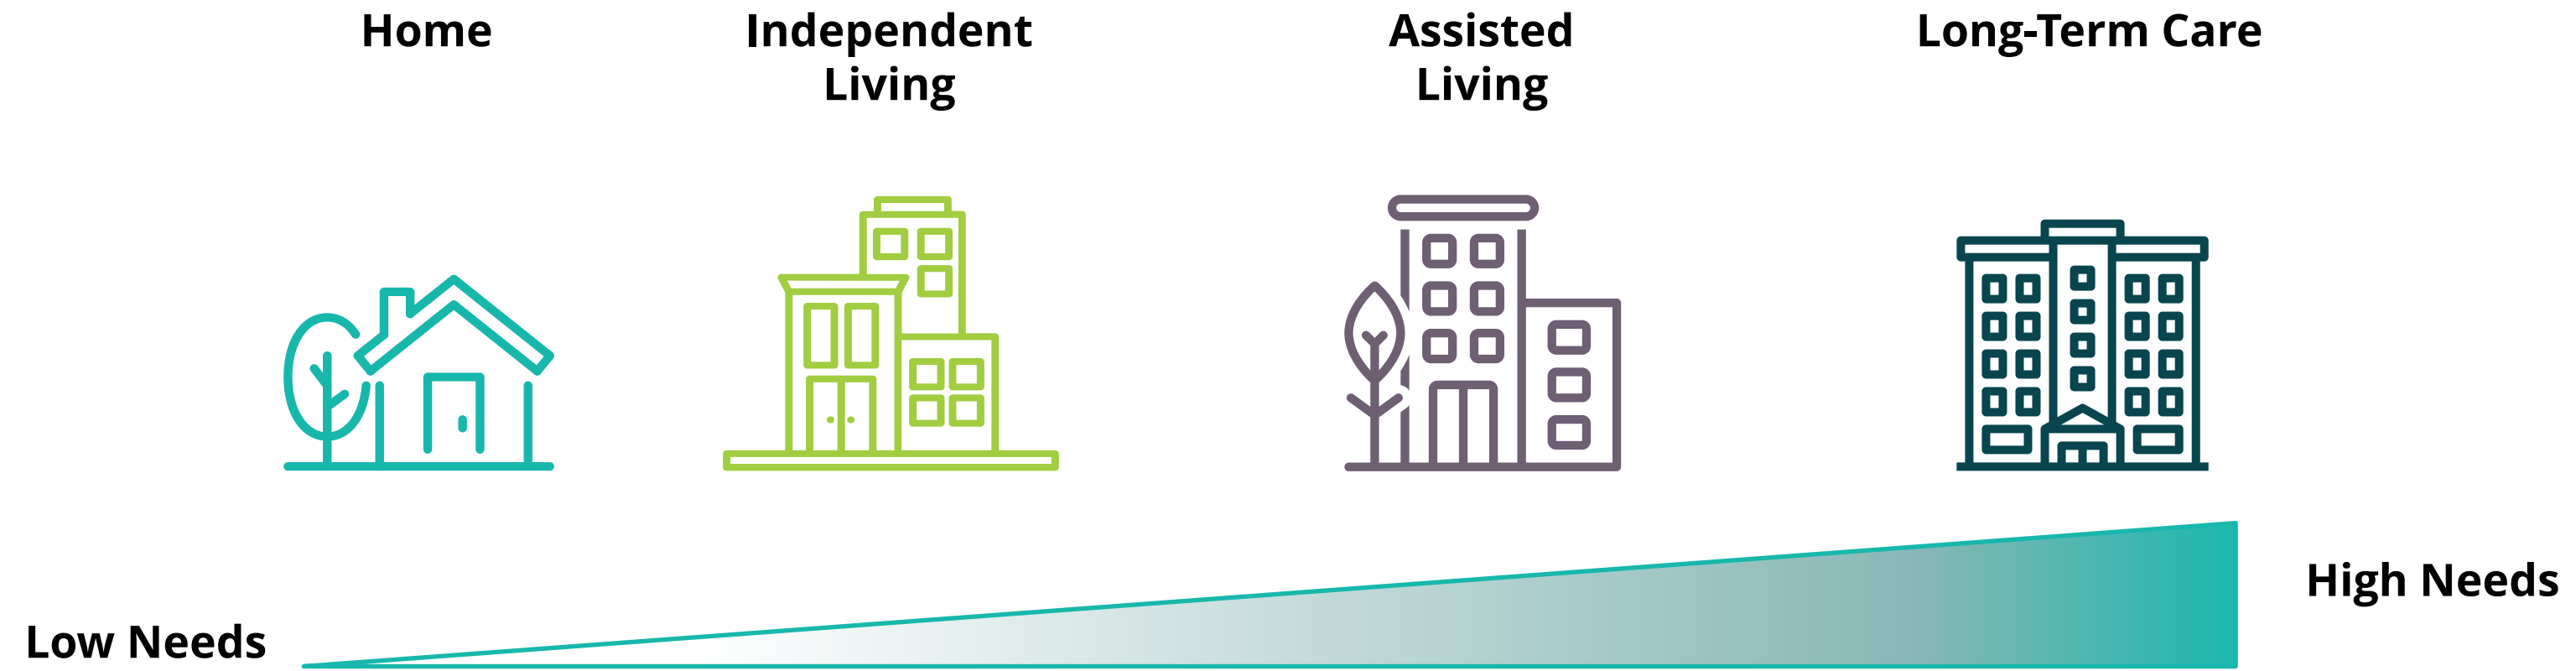 Home
Independent
Living
Assisted
Living
Long-Term Care
High Needs
Low Needs